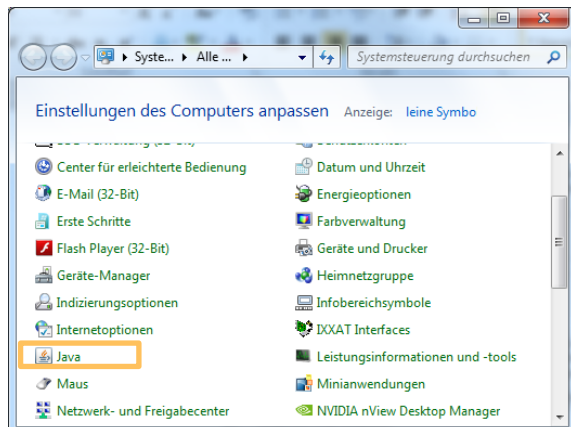 Syste... Alle ...
Systemsteuerung durchsuchen
Einstellungen des Computers anpassen Anzeige: leine Symbo
Center für erleichterte Bedienung
Datum und Uhrzeit
E-Mail (32-Bit)
Energieoptionen
Erste Schritte
Farbverwaltung
Flash Player (32-Bit)
Geräte und Drucker
Geräte-Manager
Heimnetzgruppe
Indizierungsoptionen
Infobereichsymbole
Internetoptionen
IXXAT Interfaces
Java
Leistungsinformationen und -tools
Maus
Minianwendungen
Netzwerk- und Freigabecenter
NVIDIA nView Desktop Manager